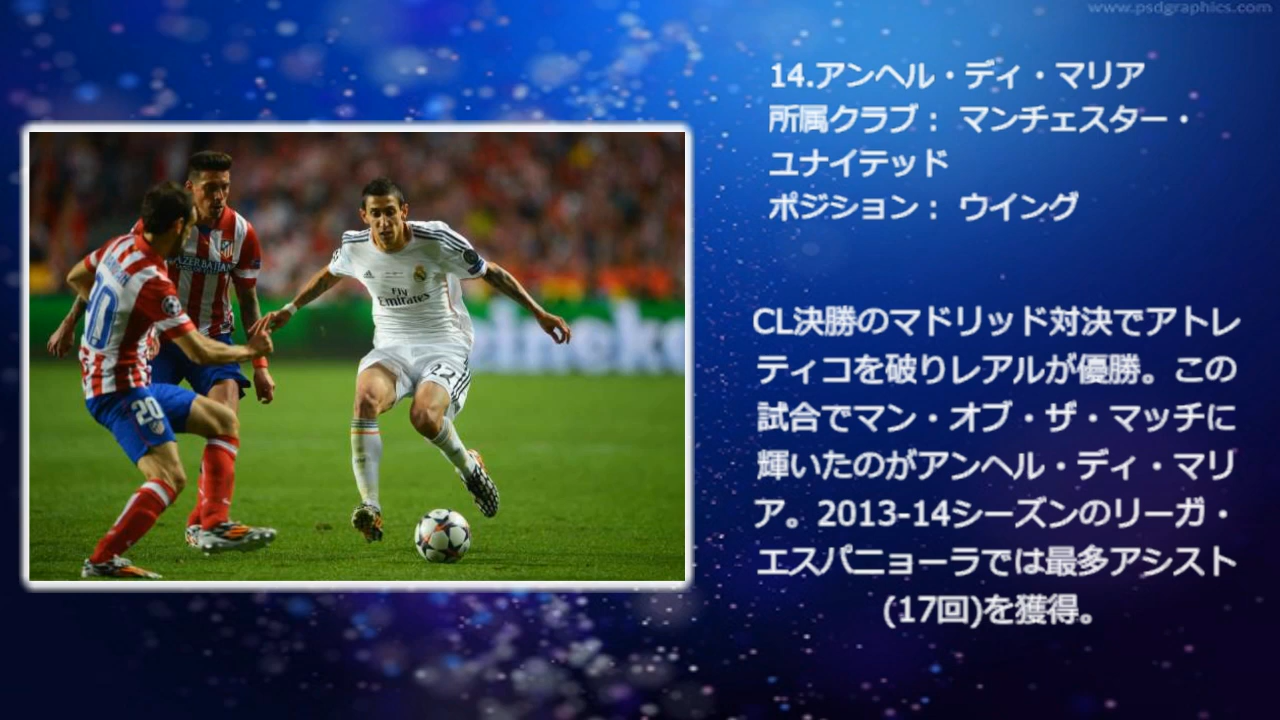 www.psdgraphics.com
14.アンヘル・ディ・マリア
所属クラブ： マンチェスター・
ユナイテッド
ポジション： ウイング
CL決勝のマドリッド対決でアトレ
ティコを破りレアルが優勝。この
試合でマン・オブ・ザ・マッチに
輝いたのがアンヘル・ディ・マリ
ア。2013-14シーズンのリーガ・
エスパニョーラでは最多アシスト
(17回)を獲得。
AZERBAIJAN
20
Fly
Emirates
22